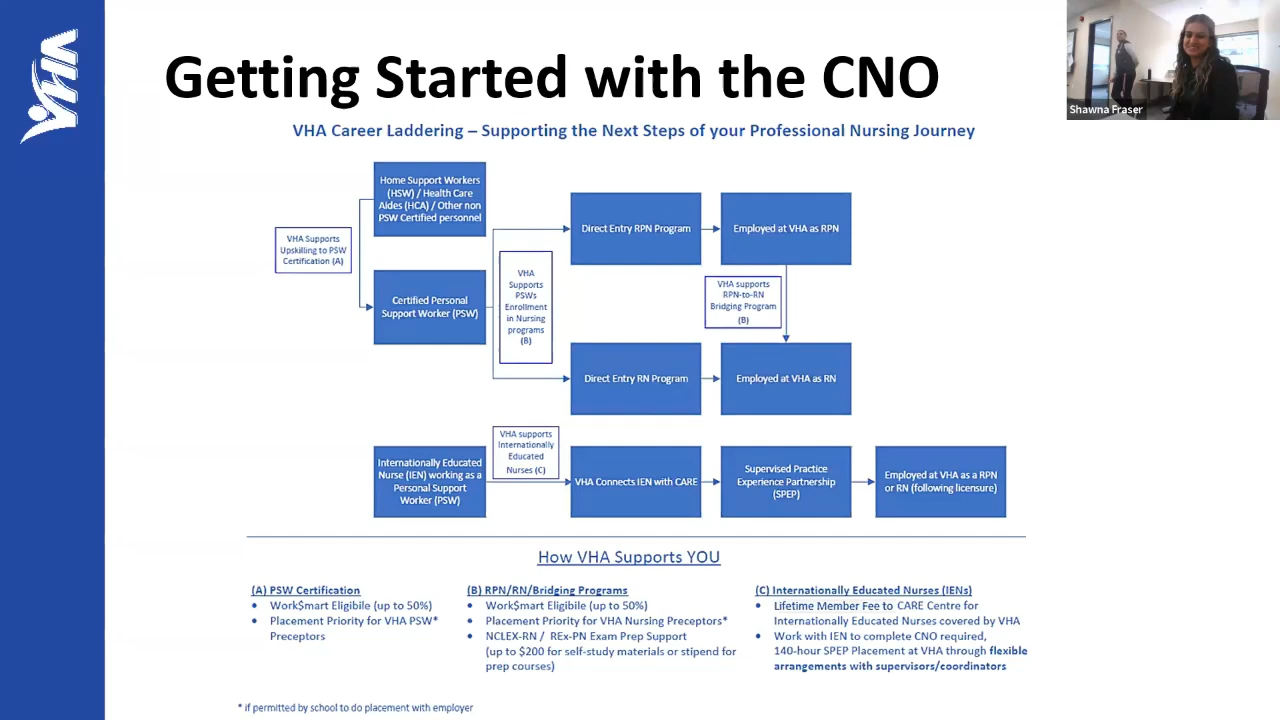 VHA
Getting Started with the CNO
Shawna Fraser
VHA Career Laddering – Supporting the Next Steps of your Professional Nursing Journey
Home Support Workers
(HSW) / Health Care
Aides (HCA) / Other non
PSW Certified personnel
VHA Supports
Upskilling to PSW
Certification (A)
Certified Personal
Support Worker (PSW)
VHA
Supports
PSWs
Enrollment
in Nursing
programs
(B)
Direct Entry RPN Program
Employed at VHA as RPN
VHA supports
RPN-to-RN
Bridging Program
(B)
Direct Entry RN Program
Employed at VHA as RN
Internationally Educated
Nurse (IEN) working as a
Personal Support
Worker (PSW)
VHA supports
Internationally
Educated
Nurses (C)
VHA Connects IEN with CARE
Supervised Practice
Experience Partnership
(SPEP)
Employed at VHA as a RPN
or RN (following licensure)
How VHA Supports YOU
(A) PSW Certification
• Work$mart Eligibile (up to 50%)
• Placement Priority for VHA PSW*
Preceptors
(B) RPN/RN/Bridging Programs
• Work$mart Eligibile (up to 50%)
• Placement Priority for VHA Nursing Preceptors*
• NCLEX-RN / REx-PN Exam Prep Support
(up to $200 for self-study materials or stipend for
prep courses)
(C) Internationally Educated Nurses (IENs)
• Lifetime Member Fee to CARE Centre for
Internationally Educated Nurses covered by VHA
• Work with IEN to complete CNO required,
140-hour SPEP Placement at VHA through flexible
arrangements with supervisors/coordinators
* if permitted by school to do placement with employer